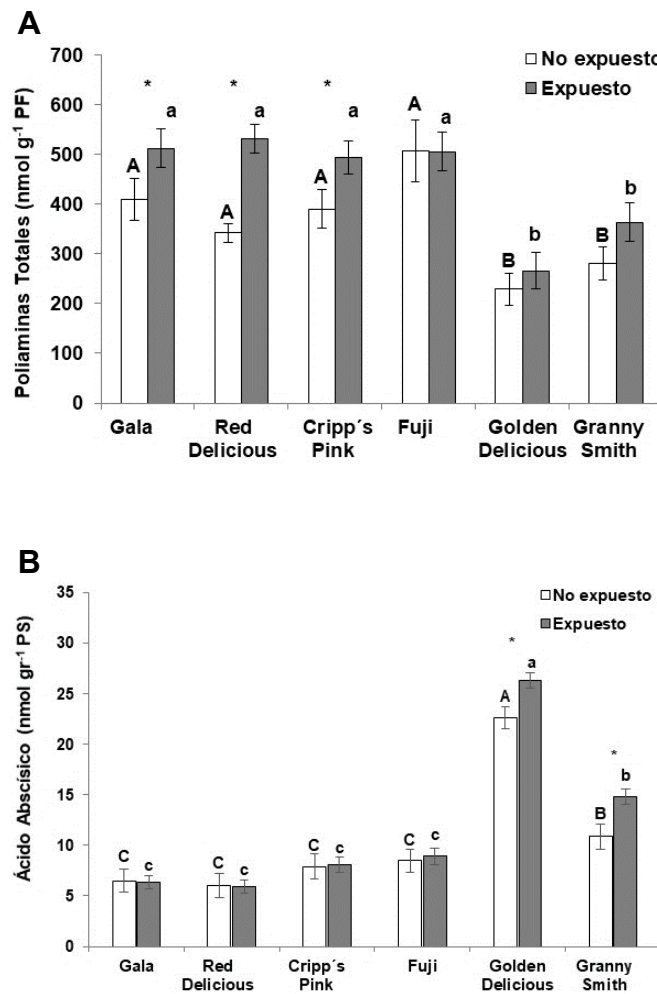 A
No expuesto
Expuesto
Poliaminas Totales (nmol g-1 PF)
700
600
500
400
300
200
100
0
* * *
A a A a A a A a B b B b
Gala Red Delicious Cripp´s Pink Fuji Golden Delicious Granny Smith
B
No expuesto
Expuesto
Ácido Abscísico (nmol gr-1 PS)
35
30
25
20
15
10
5
0
* *
C c C c C c C c A a B b
Gala Red Delicious Cripp´s Pink Fuji Golden Delicious Granny Smith